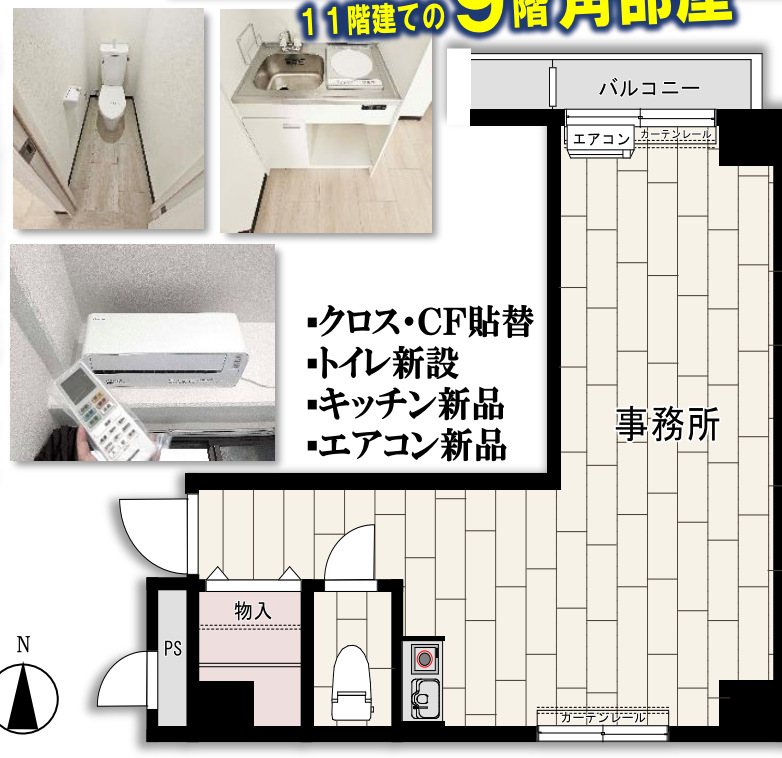 11階建ての9階角部屋
バルコニー
エアコン
カーテンレール
▪クロス・CF貼替
▪トイレ新設
▪キッチン新品
▪エアコン新品
事務所
物入
PS
N
カーテンレール